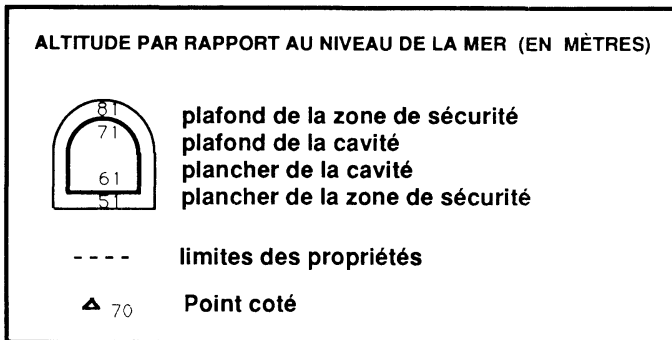 ALTITUDE PAR RAPPORT AU NIVEAU DE LA MER (EN MÈTRES)
81 plafond de la zone de sécurité
71 plafond de la cavité
61 plancher de la cavité
51 plancher de la zone de sécurité
---- limites des propriétés
70 Point coté